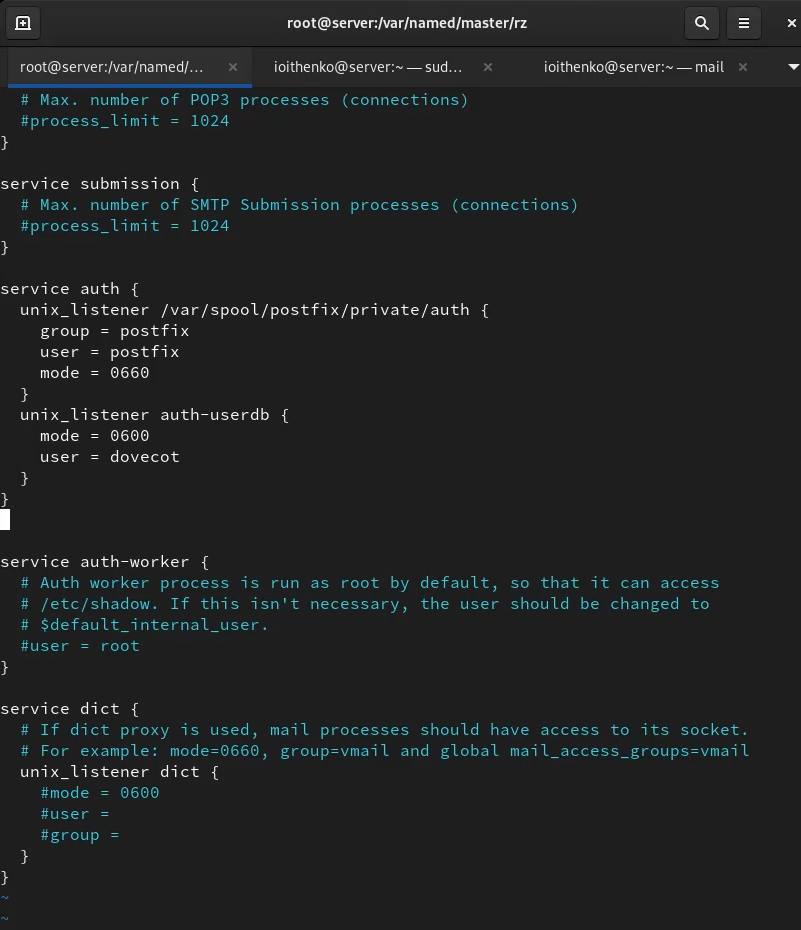 root@server:/var/named/master/rz
root@server:/var/named/... ioithenko@server:~ — sud... ioithenko@server:~ — mail
  # Max. number of POP3 processes (connections)
  #process_limit = 1024
}
service submission {
  # Max. number of SMTP Submission processes (connections)
  #process_limit = 1024
}
service auth {
  unix_listener /var/spool/postfix/private/auth {
    group = postfix
    user = postfix
    mode = 0660
  }
  unix_listener auth-userdb {
    mode = 0600
    user = dovecot
  }
}
service auth-worker {
  # Auth worker process is run as root by default, so that it can access
  # /etc/shadow. If this isn't necessary, the user should be changed to
  # $default_internal_user.
  #user = root
}
service dict {
  # If dict proxy is used, mail processes should have access to its socket.
  # For example: mode=0660, group=vmail and global mail_access_groups=vmail
  unix_listener dict {
    #mode = 0600
    #user =
    #group =
  }
}
~
~